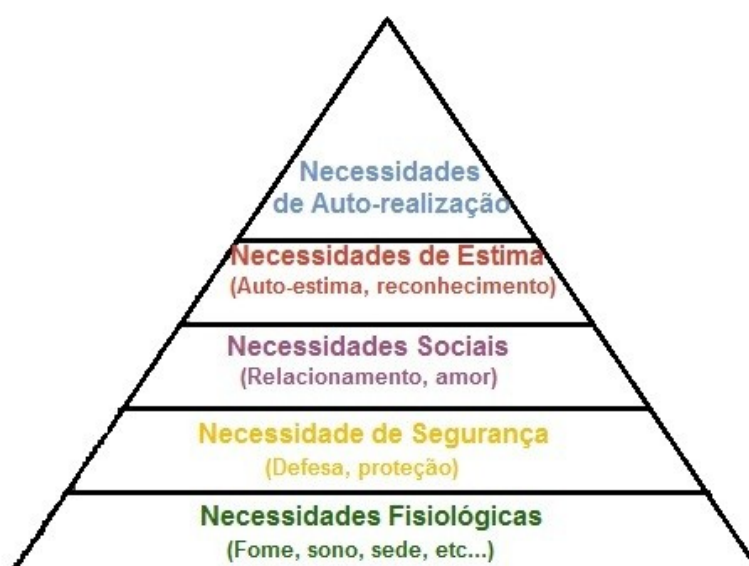 Necessidades
de Auto-realização
Necessidades de Estima
(Auto-estima, reconhecimento)
Necessidades Sociais
(Relacionamento, amor)
Necessidade de Segurança
(Defesa, proteção)
Necessidades Fisiológicas
(Fome, sono, sede, etc...)